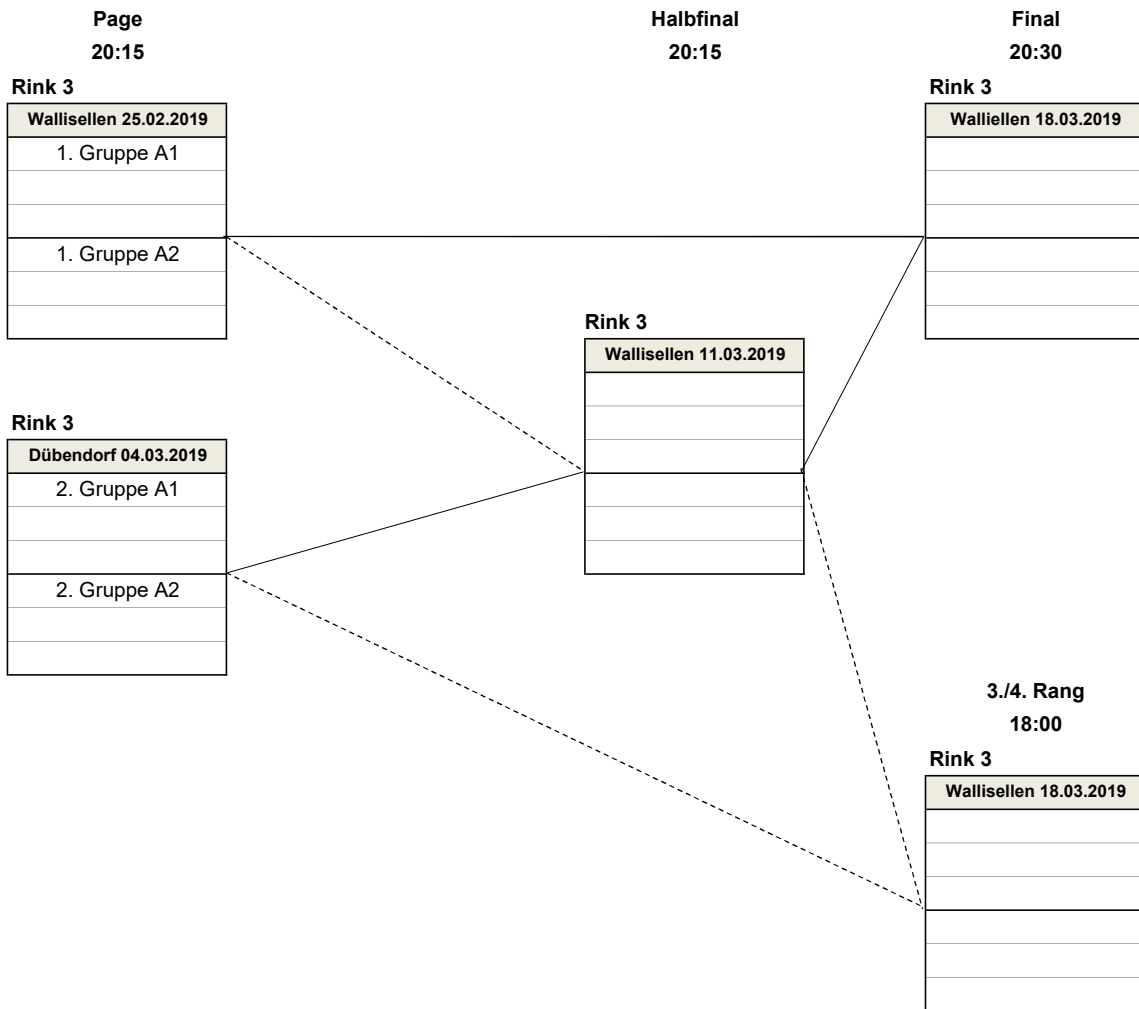 Page
20:15
Halbfinal
20:15
Final
20:30
Rink 3
Wallisellen 25.02.2019
1. Gruppe A1
1. Gruppe A2
Rink 3
Walliellen 18.03.2019
Rink 3
Wallisellen 11.03.2019
Rink 3
Dübendorf 04.03.2019
2. Gruppe A1
2. Gruppe A2
3./4. Rang
18:00
Rink 3
Wallisellen 18.03.2019